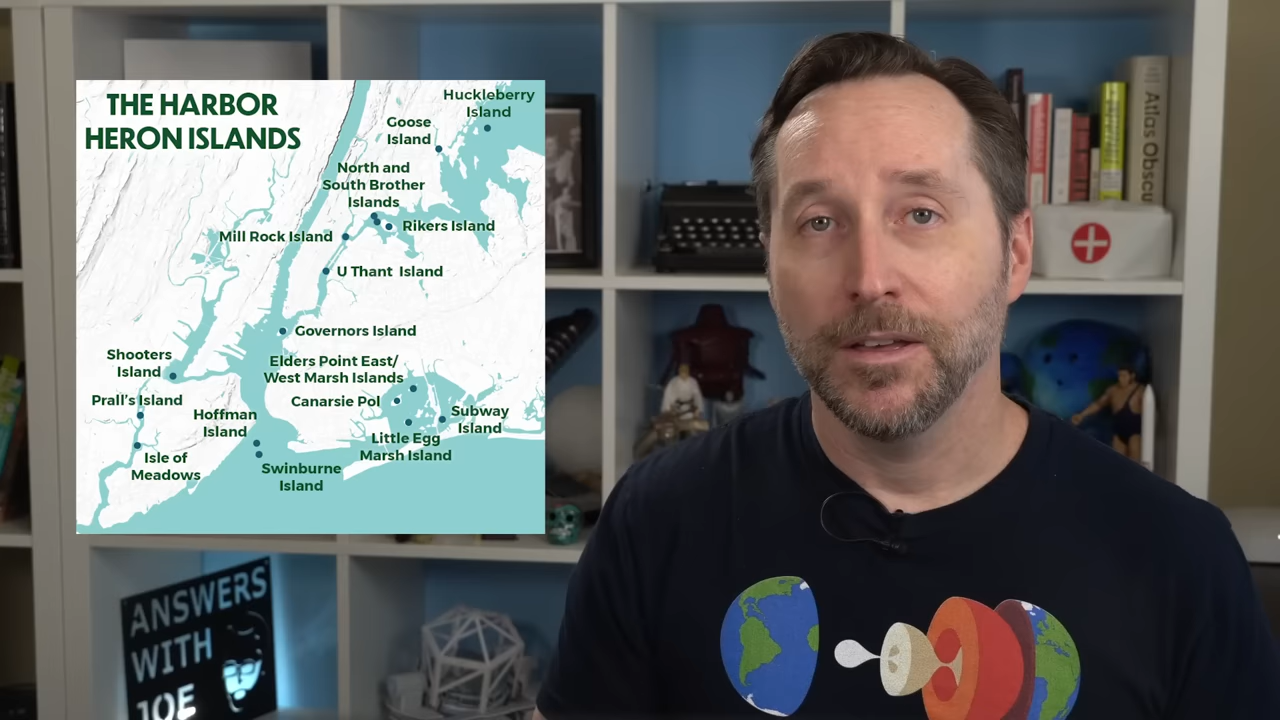 THE HARBOR
HERON ISLANDS
Huckleberry
Island
Goose
Island
North and
South Brother
Islands
Rikers Island
Mill Rock Island
U Thant Island
Governors Island
Shooters
Island
Elders Point East/
West Marsh Islands
Prall's Island
Canarsie Pol
Hoffman
Island
Subway
Island
Little Egg
Marsh Island
Isle of
Meadows
Swinburne
Island
Atlas Obscu
ANSWERS
WITH
JOE